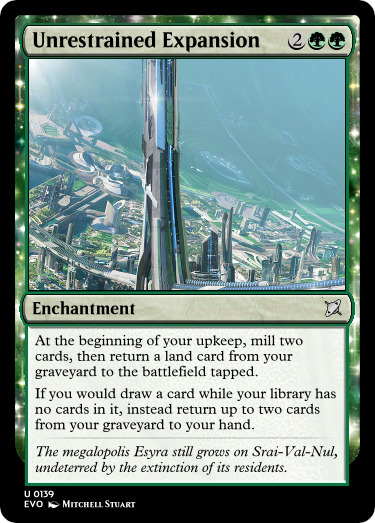 Unrestrained Expansion 2
Enchantment
At the beginning of your upkeep, mill two
cards, then return a land card from your
graveyard to the battlefield tapped.
If you would draw a card while your library has
no cards in it, instead return up to two cards
from your graveyard to your hand.
The megalopolis Esyra still grows on Srai-Val-Nul,
undeterred by the extinction of its residents.
U 0139
EVO Mitchell Stuart